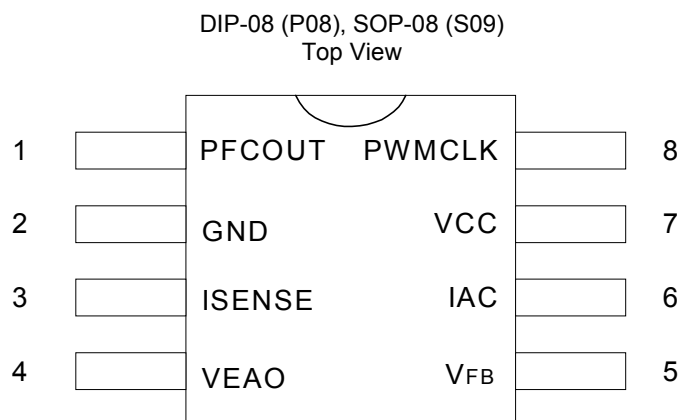 DIP-08 (P08), SOP-08 (S09)
Top View
1 PFCOUT PWMCLK 8
2 GND VCC 7
3 ISENSE IAC 6
4 VEAO VFB 5